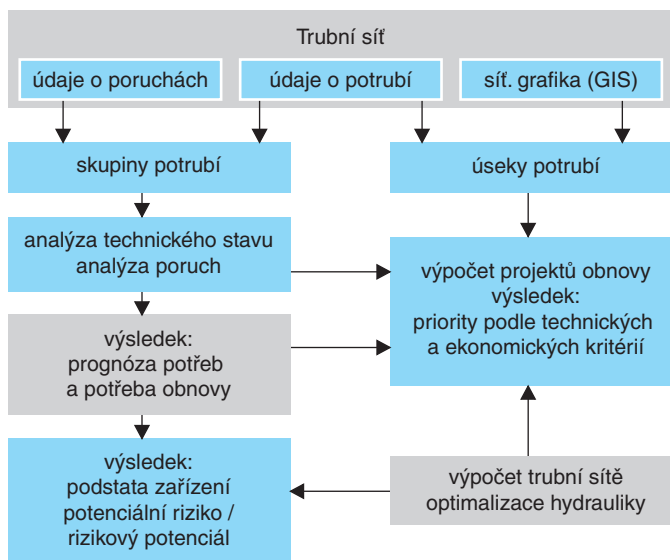 Trubní síť
údaje o poruchách
údaje o potrubí
síť. grafika (GIS)
skupiny potrubí
úseky potrubí
analýza technického stavu
analýza poruch
výpočet projektů obnovy
výsledek:
priority podle technických
a ekonomických kritérií
výsledek:
prognóza potřeb
a potřeba obnovy
výsledek:
podstata zařízení
potenciální riziko /
rizikový potenciál
výpočet trubní sítě
optimalizace hydrauliky